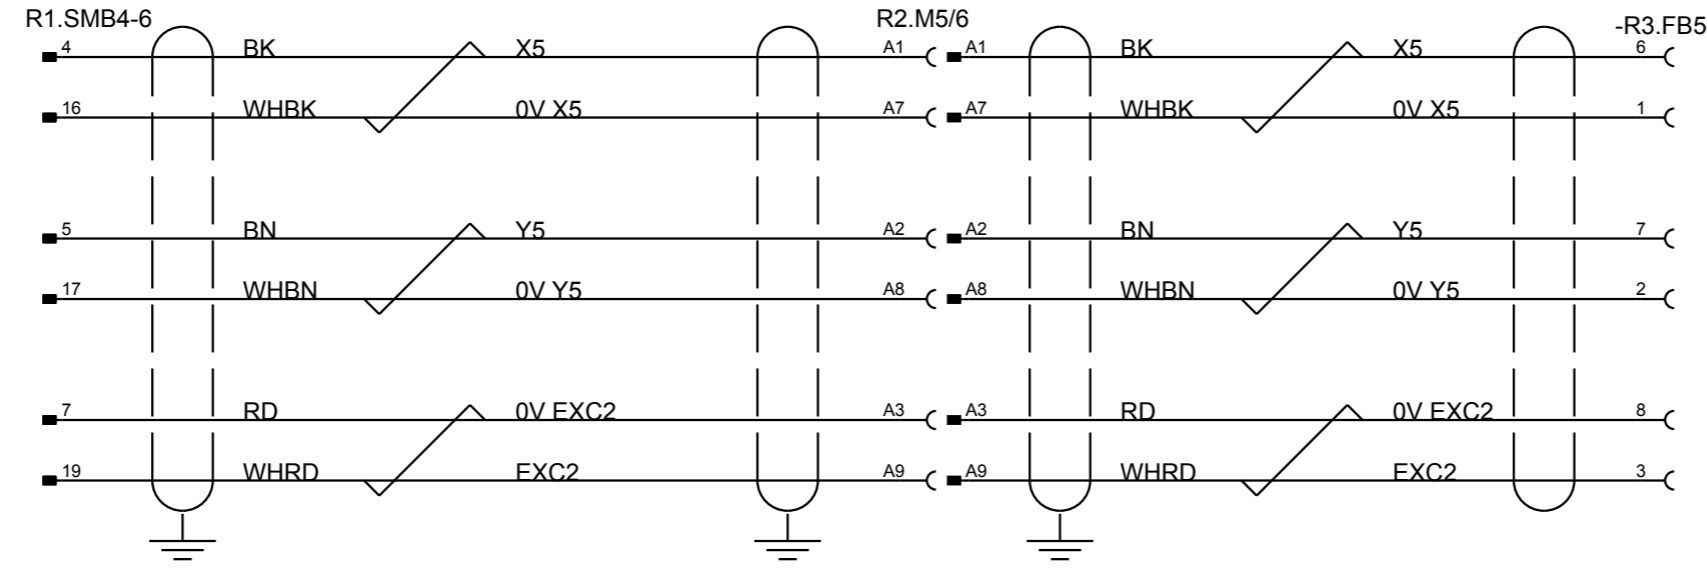 R1.SMB4-6 R2.M5/6 -R3.FB5
4 BK X5 A1 A1 BK X5 6
16 WHBK 0V X5 A7 A7 WHBK 0V X5 1
5 BN Y5 A2 A2 BN Y5 7
17 WHBN 0V Y5 A8 A8 WHBN 0V Y5 2
7 RD 0V EXC2 A3 A3 RD 0V EXC2 8
19 WHRD EXC2 A9 A9 WHRD EXC2 3